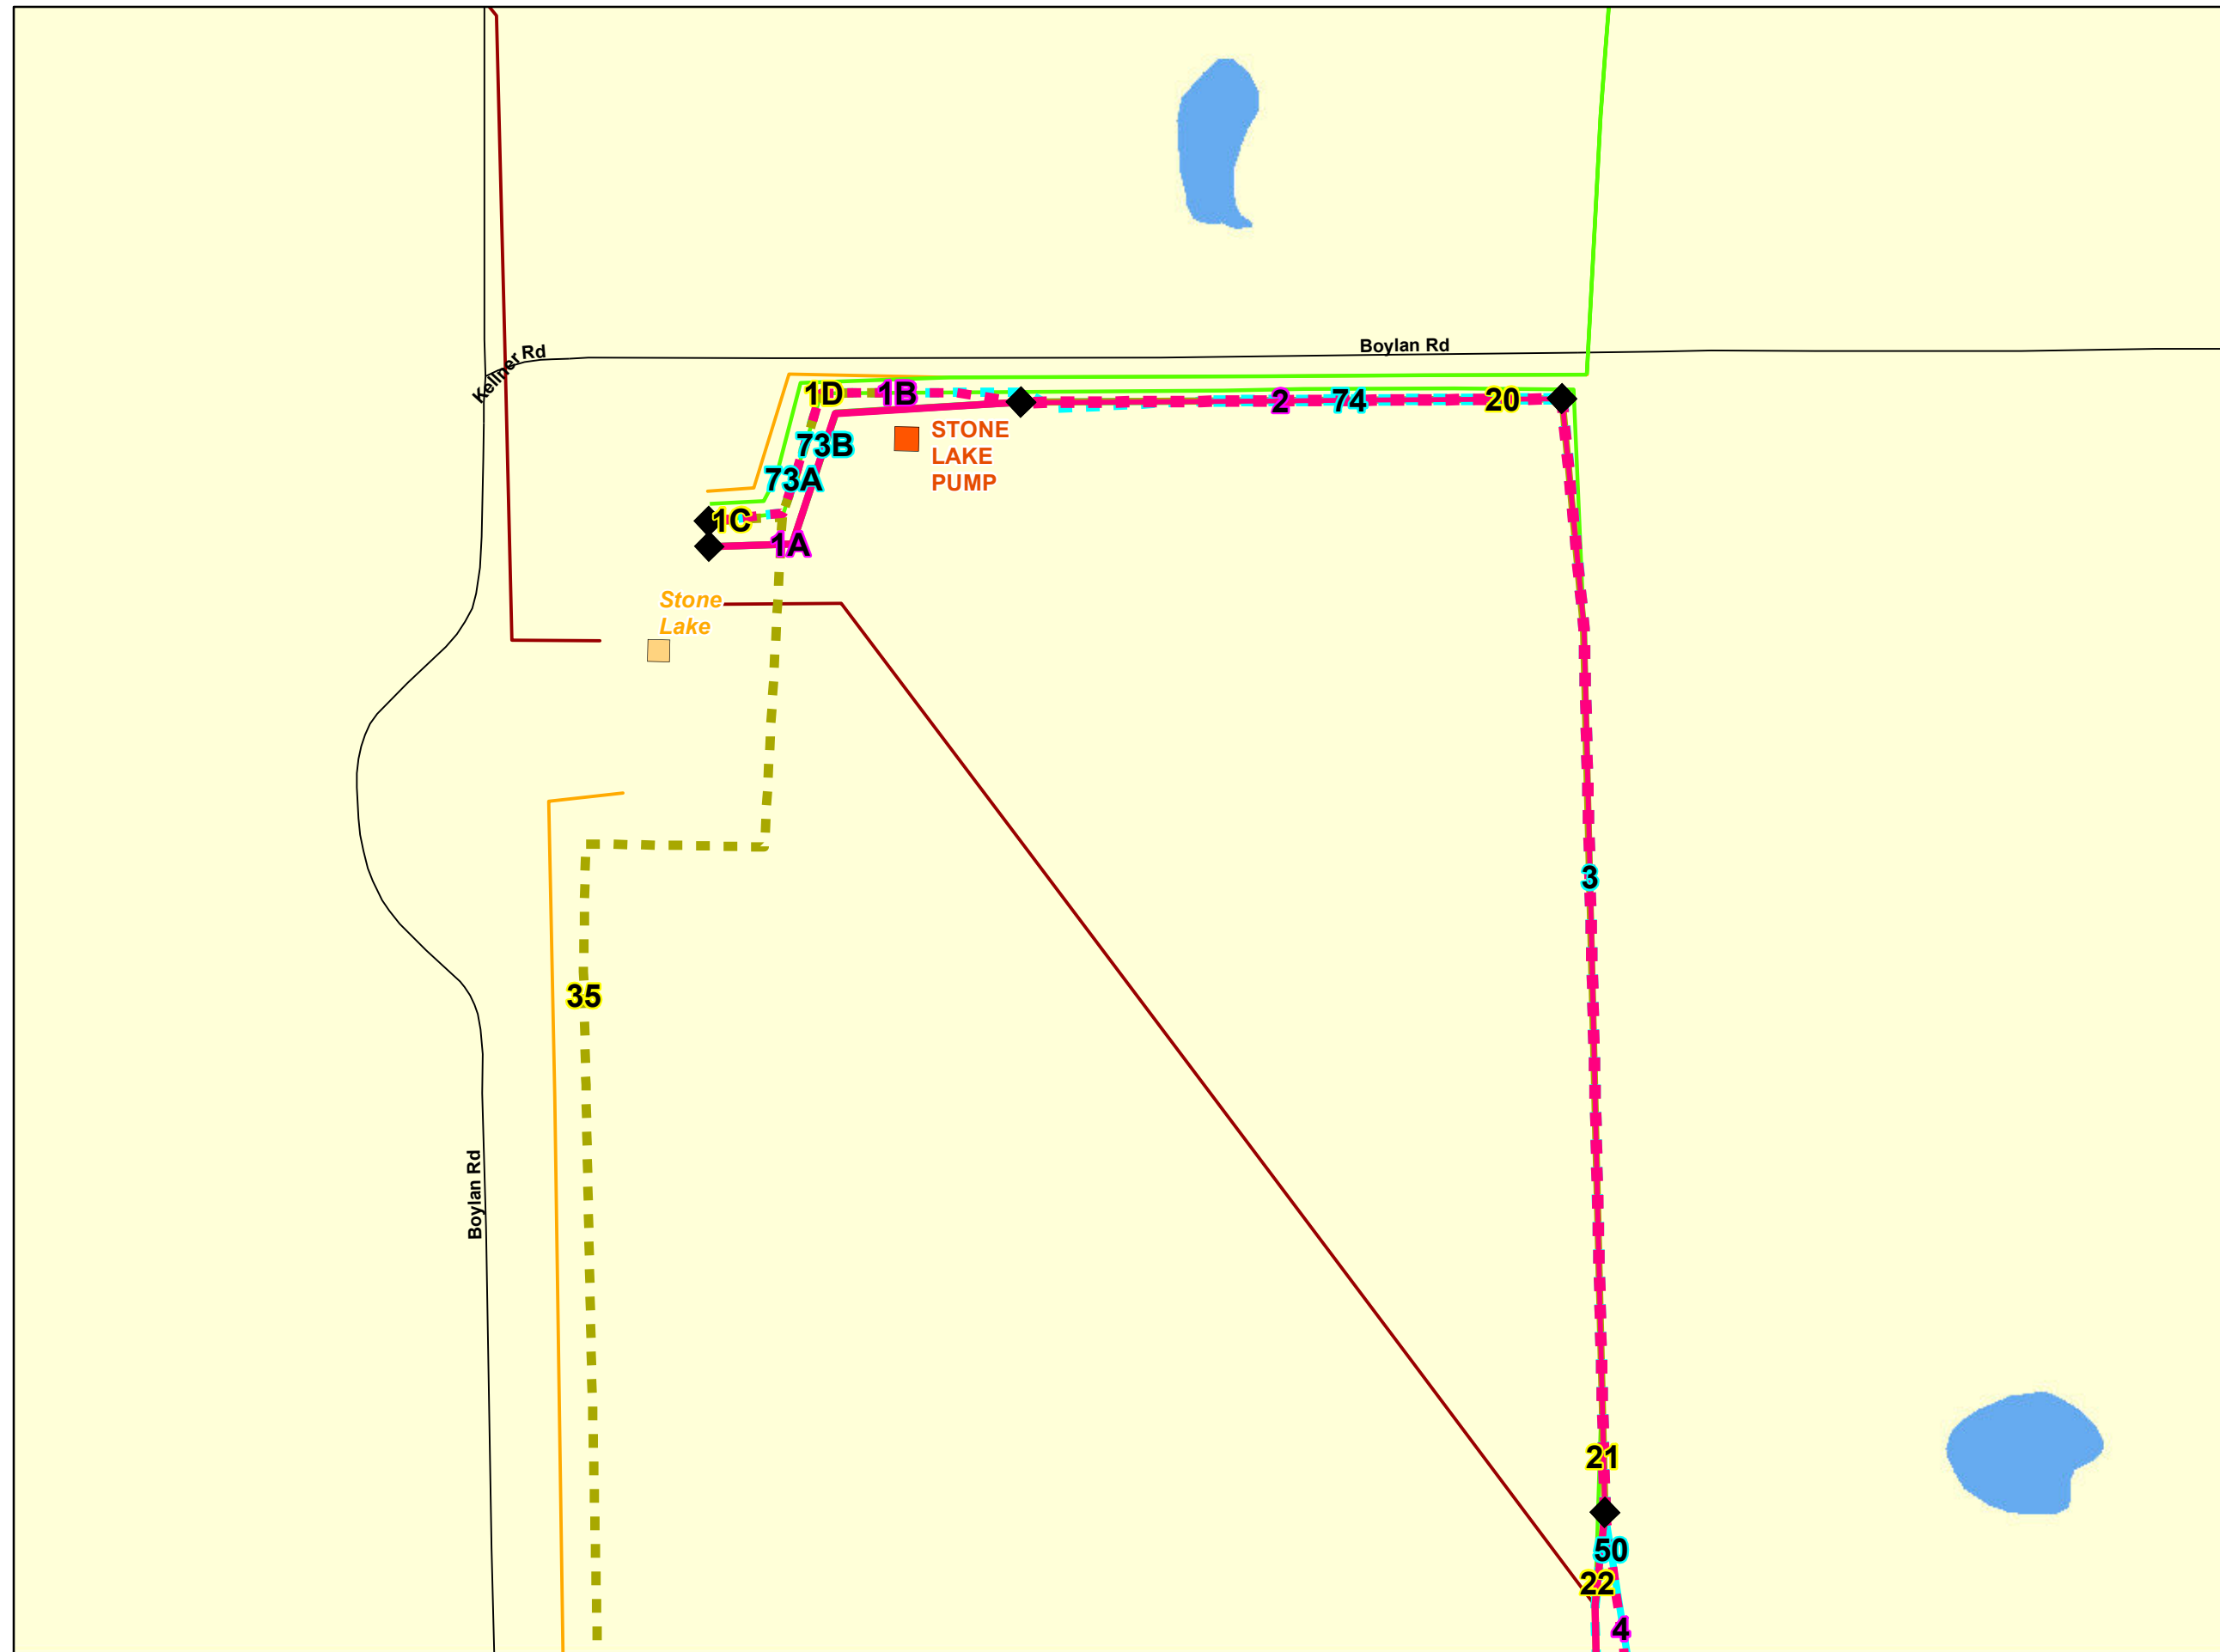 Kellner Rd
Boylan Rd
1D
1B
2
74
20
STONE
LAKE
PUMP
73B
73A
1C
1A
Stone
Lake
3
35
Boylan Rd
21
50
22
4